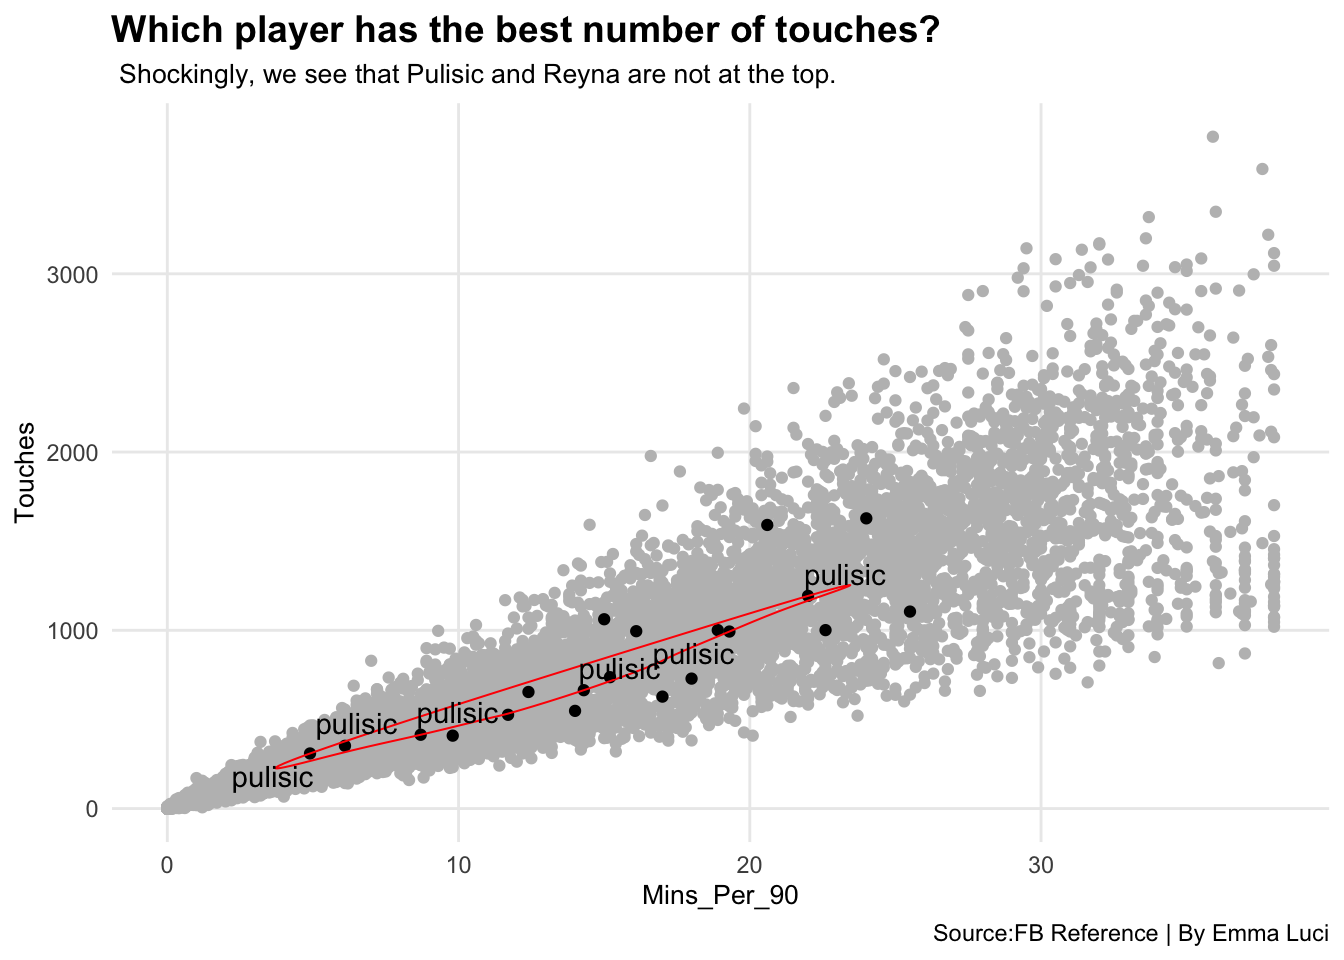 Which player has the best number of touches?
Shockingly, we see that Pulisic and Reyna are not at the top.
Touches
3000
2000
1000
0
pulisic
pulisic
pulisic
pulisic
pulisic
pulisic
0 10 20 30
Mins_Per_90
Source:FB Reference | By Emma Luci